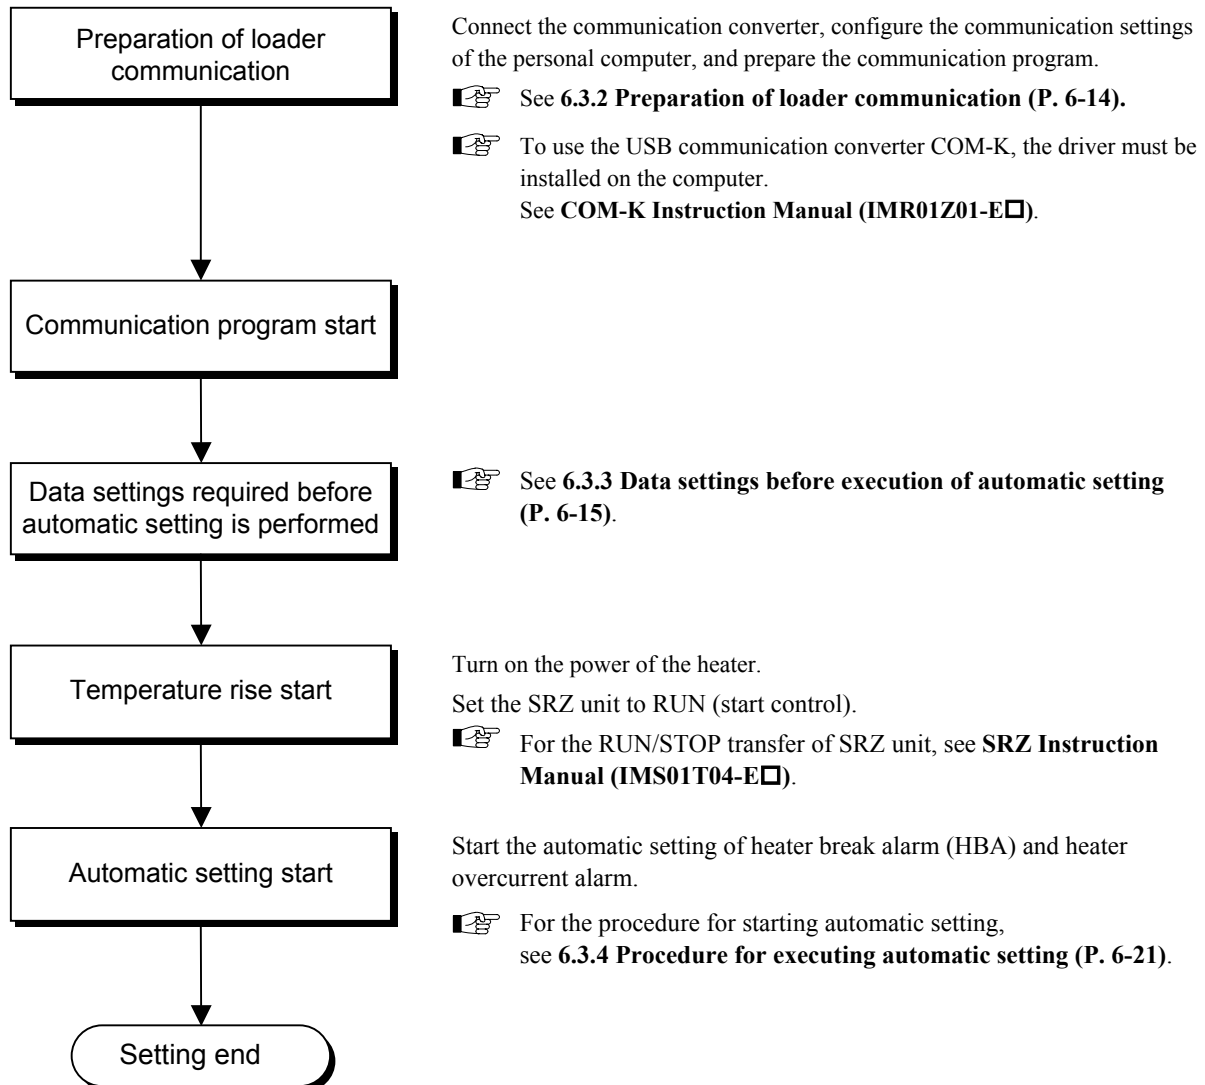 Preparation of loader
communication
Connect the communication converter, configure the communication settings
of the personal computer, and prepare the communication program.
See 6.3.2 Preparation of loader communication (P. 6-14).
To use the USB communication converter COM-K, the driver must be
installed on the computer.
See COM-K Instruction Manual (IMR01Z01-E□).
Communication program start
Data settings required before
automatic setting is performed
See 6.3.3 Data settings before execution of automatic setting
(P. 6-15).
Temperature rise start
Turn on the power of the heater.
Set the SRZ unit to RUN (start control).
For the RUN/STOP transfer of SRZ unit, see SRZ Instruction
Manual (IMS01T04-E□).
Automatic setting start
Start the automatic setting of heater break alarm (HBA) and heater
overcurrent alarm.
For the procedure for starting automatic setting,
see 6.3.4 Procedure for executing automatic setting (P. 6-21).
Setting end